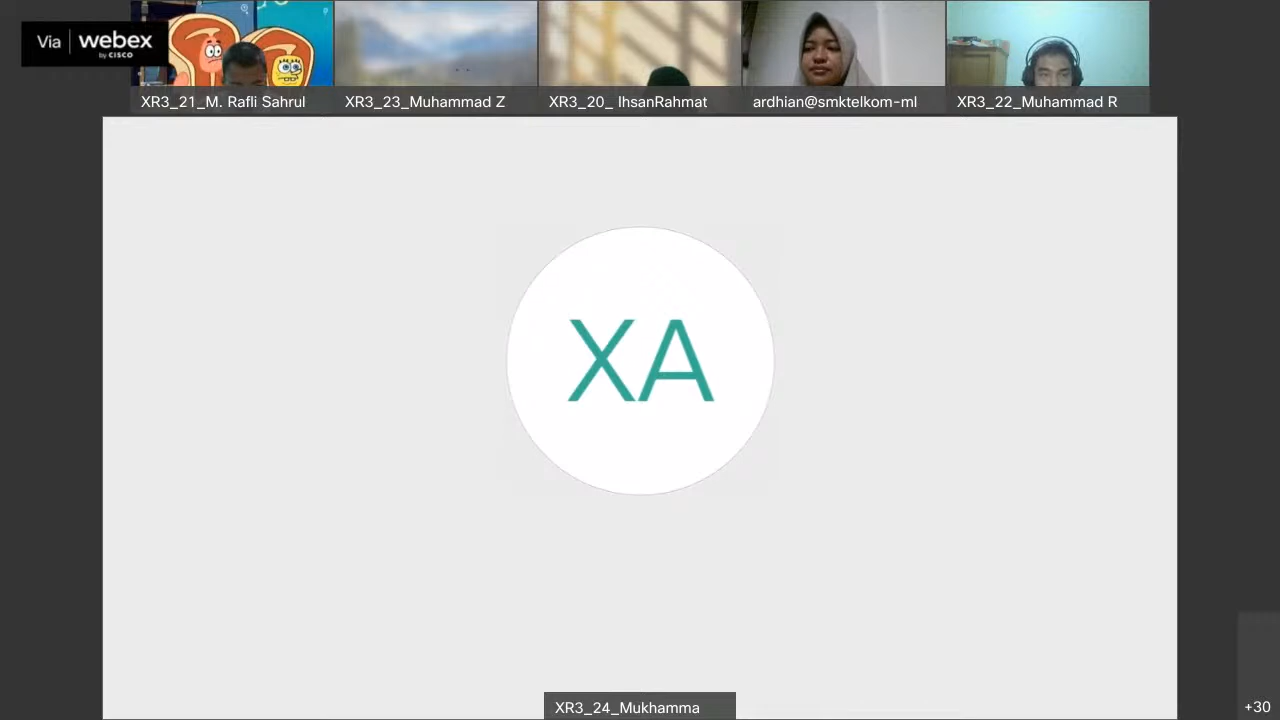 Via webex
by CISCO
XR3_21_M. Rafli Sahrul
XR3_23_Muhammad Z
XR3_20_ IhsanRahmat
ardhian@smktelkom-ml
XR3_22_Muhammad R
XA
XR3_24_Mukhamma
+30